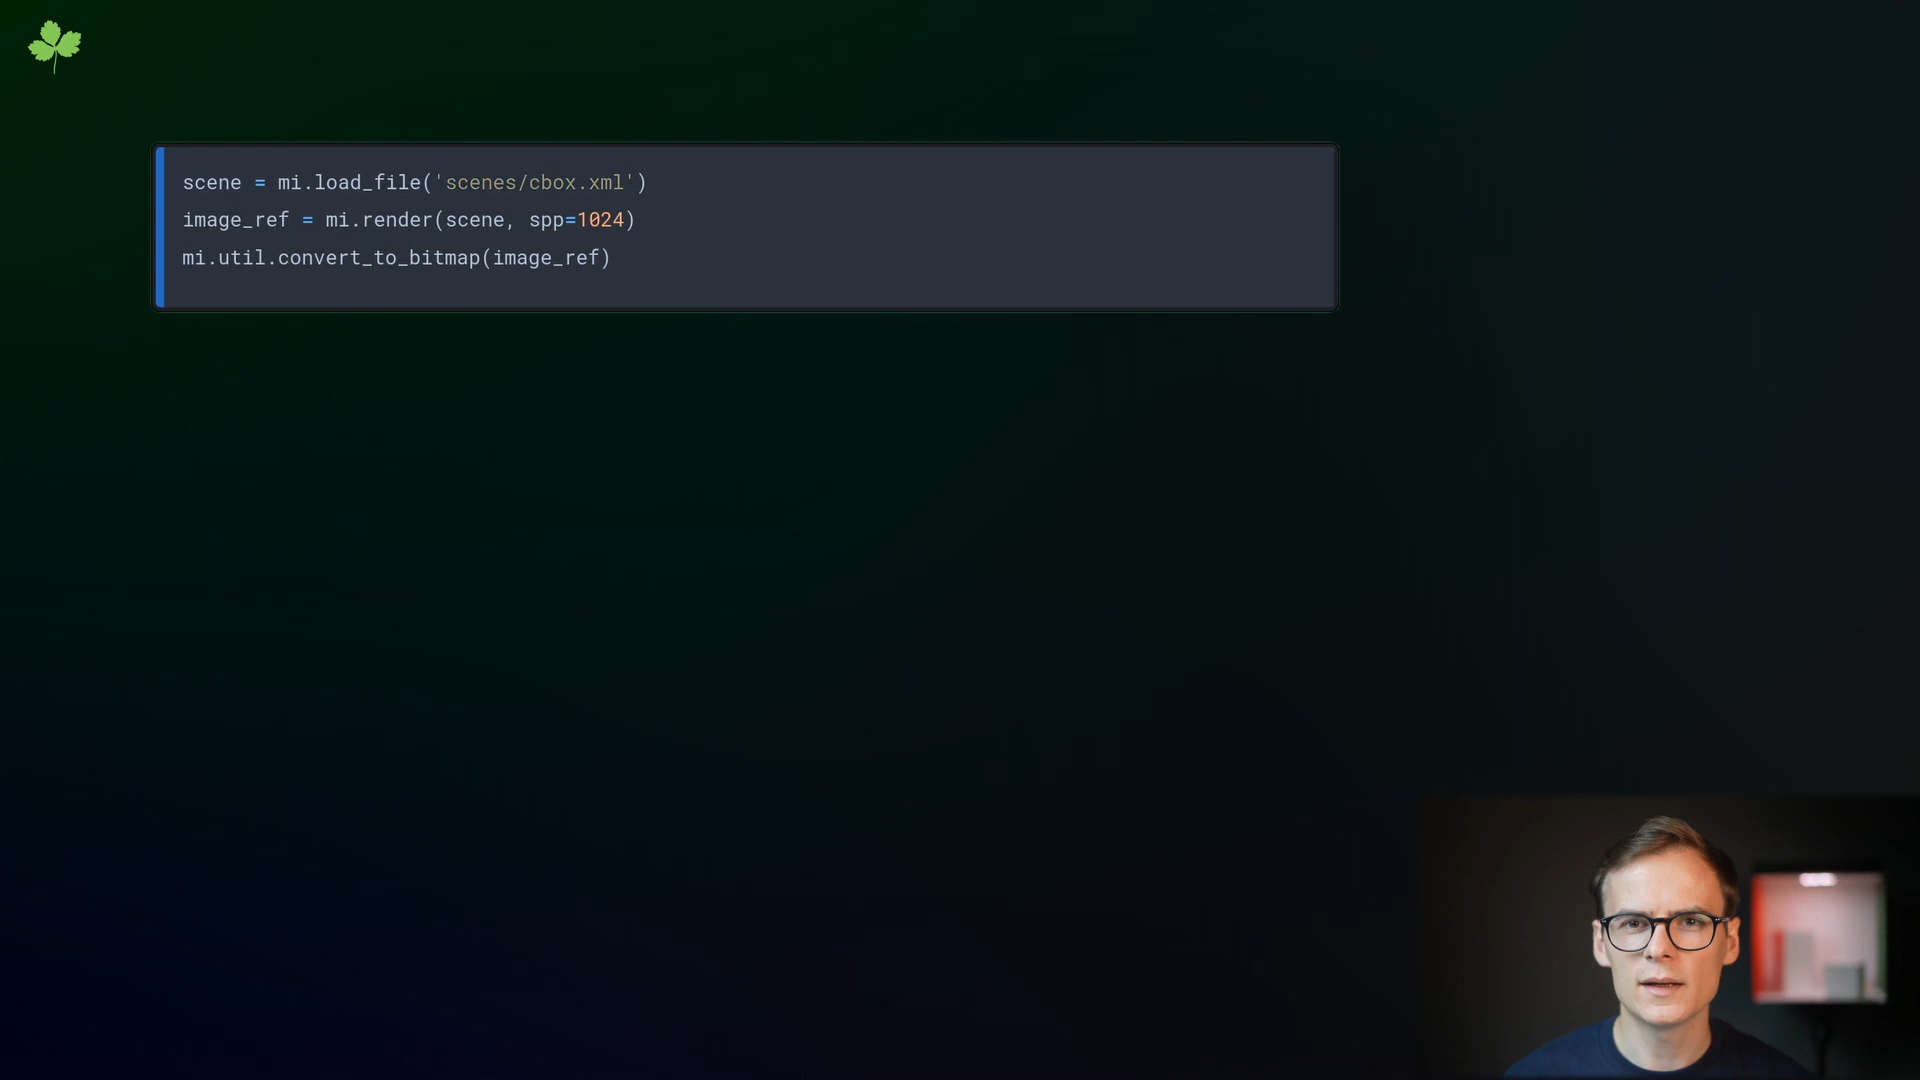 scene = mi.load_file('scenes/cbox.xml')
image_ref = mi.render(scene, spp=1024)
mi.util.convert_to_bitmap(image_ref)